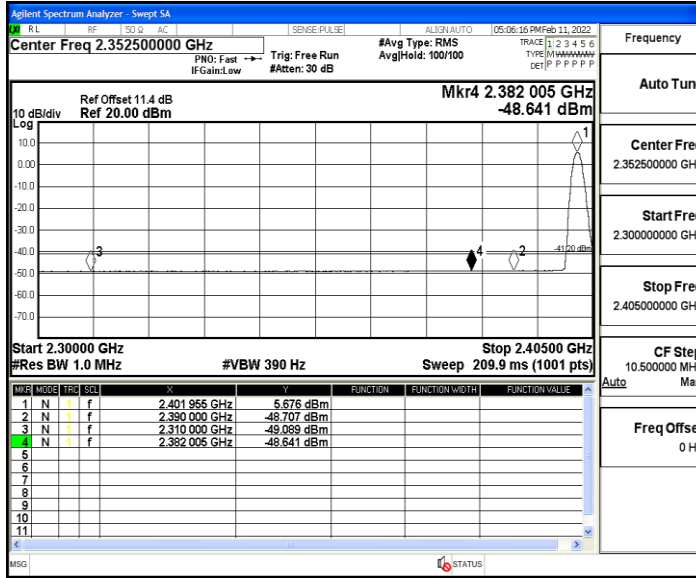 Agilent Spectrum Analyzer - Swept SA
RL RF 50 Ω AC SENSE:PULSE ALIGN AUTO 05:06:16 PM Feb 11, 2022
Center Freq 2.352500000 GHz
PNO: Fast
IFGain:Low
Trig: Free Run
#Atten: 30 dB
#Avg Type: RMS
Avg|Hold: 100/100
TRACE 1 2 3 4 5 6
TYPE M WWWWW
DET P P P P P P
Frequency
Auto Tun
Center Fre
2.352500000 GH
Start Fre
2.300000000 GH
Stop Fre
2.405000000 GH
CF Step
10.500000 MH
Auto Ma
Freq Offse
0 H
Mkr4 2.382 005 GHz
-48.641 dBm
Ref Offset 11.4 dB
10 dB/div Ref 20.00 dBm
Log
10.0
0.00
-10.0
-20.0
-30.0
-40.0
-50.0
-60.0
-70.0
1
2
3
4
-41.20 dBm
Start 2.30000 GHz Stop 2.40500 GHz
#Res BW 1.0 MHz #VBW 390 Hz Sweep 209.9 ms (1001 pts)
MKR MODE TRC SCL X Y FUNCTION FUNCTION WIDTH FUNCTION VALUE
1 N 1 f 2.401 955 GHz 5.676 dBm
2 N 1 f 2.390 000 GHz -48.707 dBm
3 N 1 f 2.310 000 GHz -49.089 dBm
4 N 1 f 2.382 005 GHz -48.641 dBm
5
6
7
8
9
10
11
MSG STATUS